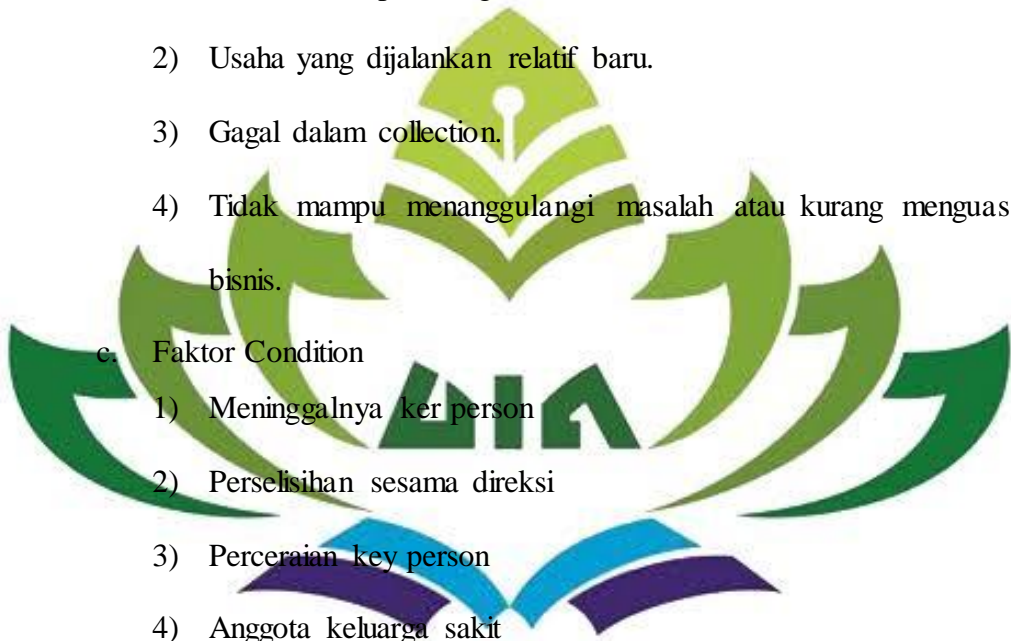 2) Usaha yang dijalankan relatif baru.
3) Gagal dalam collection.
4) Tidak mampu menanggulangi masalah atau kurang menguas
bisnis.
c. Faktor Condition
1) Meninggalnya ker person
2) Perselisihan sesama direksi
3) Perceraian key person
4) Anggota keluarga sakit